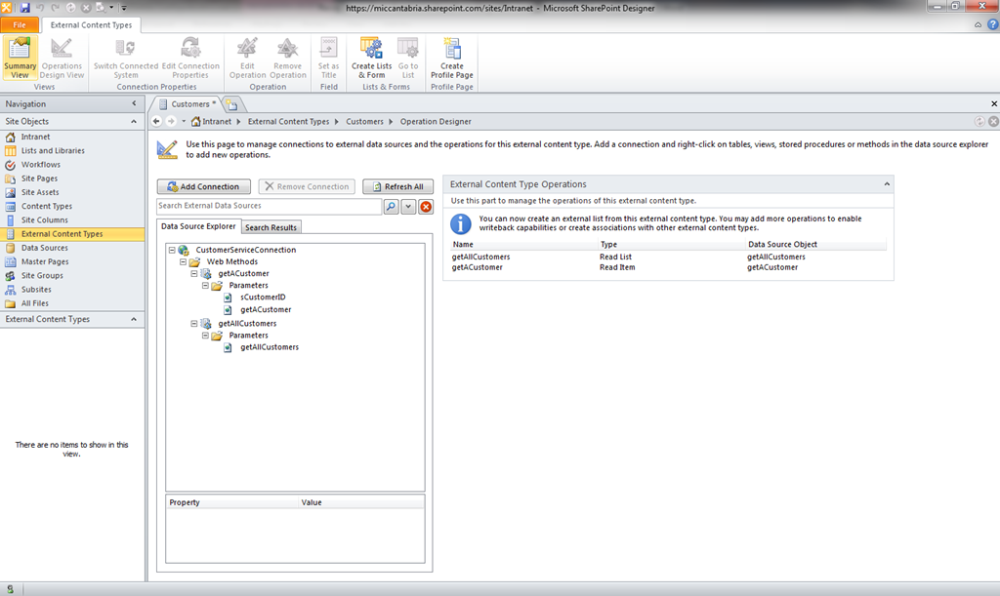 https://miccantabria.sharepoint.com/sites/Intranet - Microsoft SharePoint Designer
File
External Content Types
Summary View
Operations Design View
Switch Connected System
Edit Connection Properties
Edit Operation
Remove Operation
Set as Title
Create Lists & Form
Go to List
Create Profile Page
Views
Connection Properties
Operation
Field
Lists & Forms
Profile Page
Navigation
Customers *
Site Objects
Intranet
External Content Types
Customers
Operation Designer
Intranet
Lists and Libraries
Workflows
Site Pages
Site Assets
Content Types
Site Columns
External Content Types
Data Sources
Master Pages
Site Groups
Subsites
All Files
External Content Types
There are no items to show in this
view.
Use this page to manage connections to external data sources and the operations for this external content type. Add a connection and right-click on tables, views, stored procedures or methods in the data source explorer
to add new operations.
Add Connection
Remove Connection
Refresh All
Search External Data Sources
Data Source Explorer
Search Results
CustomerServiceConnection
Web Methods
getACustomer
Parameters
sCustomerID
getACustomer
getAllCustomers
Parameters
getAllCustomers
Property Value
External Content Type Operations
Use this part to manage the operations of this external content type.
You can now create an external list from this external content type. You may add more operations to enable
writeback capabilities or create associations with other external content types.
Name Type Data Source Object
getAllCustomers Read List getAllCustomers
getACustomer Read Item getACustomer